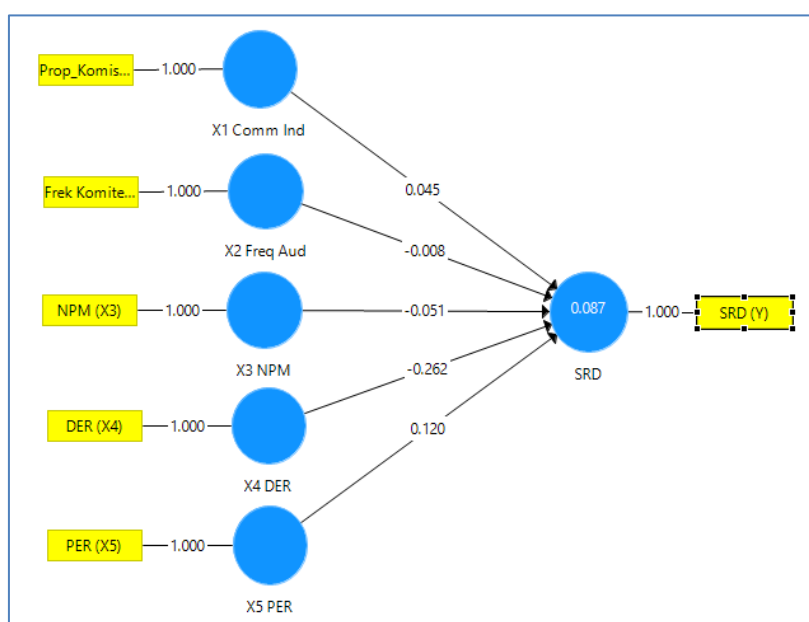 Prop_Komis...
1.000
X1 Comm Ind
0.045
Frek Komite...
1.000
X2 Freq Aud
-0.008
NPM (X3)
1.000
X3 NPM
-0.051
0.087
SRD
1.000
SRD (Y)
DER (X4)
1.000
X4 DER
-0.262
PER (X5)
1.000
X5 PER
0.120